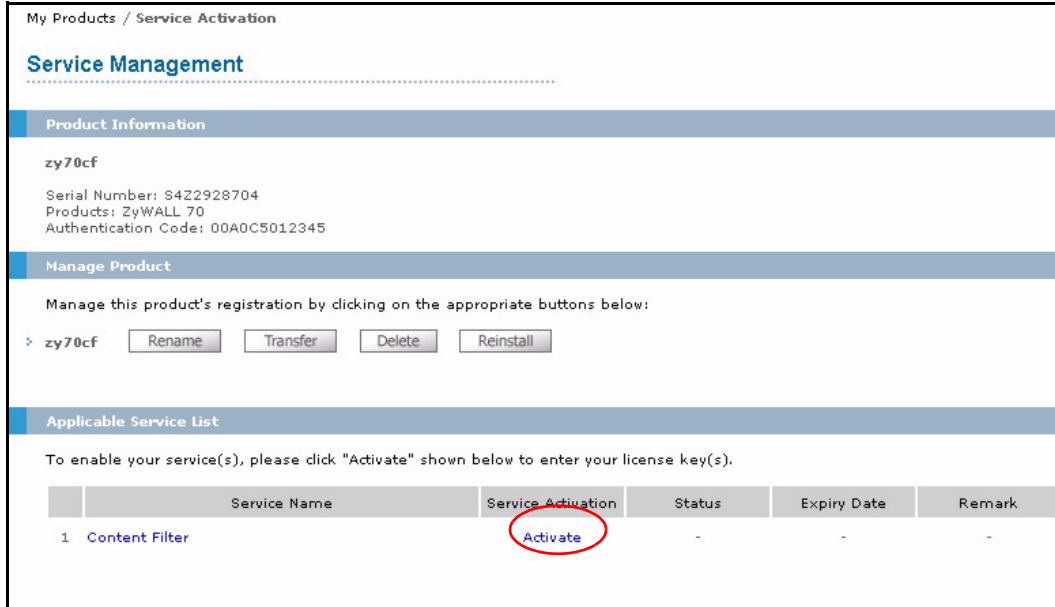 My Products / Service Activation
Service Management
Product Information
zy70cf
Serial Number: S4Z2928704
Products: ZyWALL 70
Authentication Code: 00A0C5012345
Manage Product
Manage this product's registration by clicking on the appropriate buttons below:
zy70cf Rename Transfer Delete Reinstall
Applicable Service List
To enable your service(s), please click "Activate" shown below to enter your license key(s).
Service Name Service Activation Status Expiry Date Remark
1 Content Filter Activate - - -